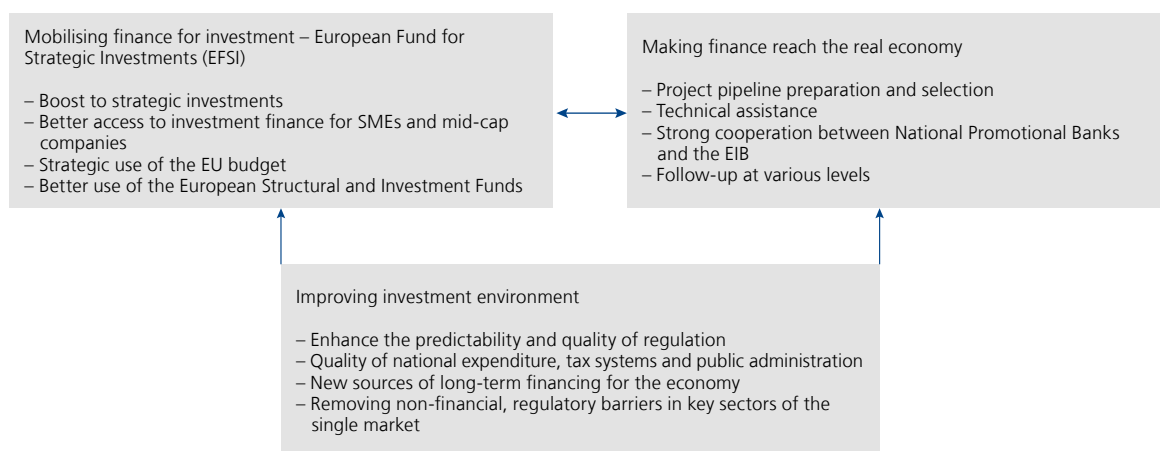 Mobilising finance for investment – European Fund for
Strategic Investments (EFSI)
– Boost to strategic investments
– Better access to investment finance for SMEs and mid-cap
companies
– Strategic use of the EU budget
– Better use of the European Structural and Investment Funds
Making finance reach the real economy
– Project pipeline preparation and selection
– Technical assistance
– Strong cooperation between National Promotional Banks
and the EIB
– Follow-up at various levels
Improving investment environment
– Enhance the predictability and quality of regulation
– Quality of national expenditure, tax systems and public administration
– New sources of long-term financing for the economy
– Removing non-financial, regulatory barriers in key sectors of the
single market